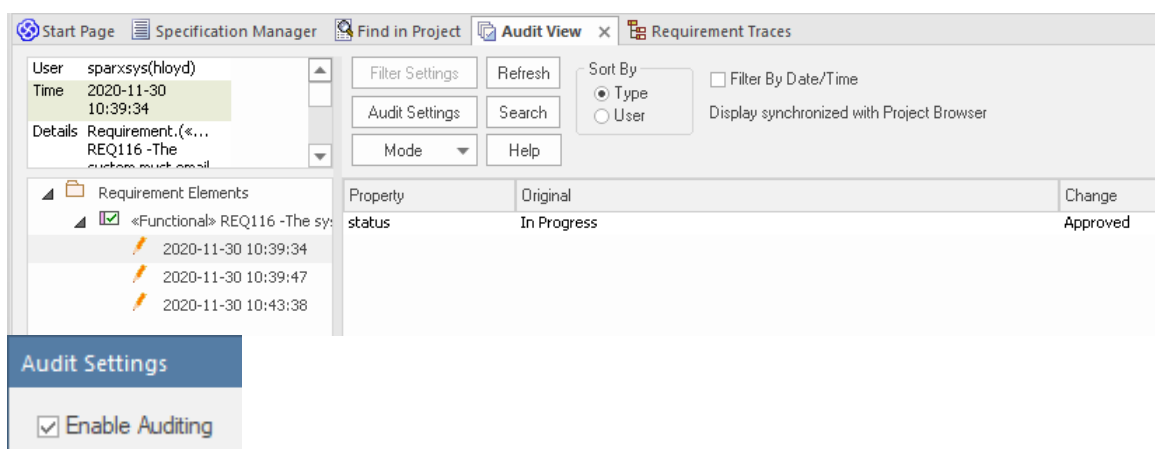 Start Page Specification Manager Find in Project Audit View × Requirement Traces
User sparxsys(hloyd)
Time 2020-11-30
10:39:34
Details Requirement.(«...
REQ116 -The
custom must email
Filter Settings Refresh
Audit Settings Search
Mode Help
Sort By
Type
User
Filter By Date/Time
Display synchronized with Project Browser
Requirement Elements
«Functional» REQ116 -The sy
2020-11-30 10:39:34
2020-11-30 10:39:47
2020-11-30 10:43:38
Property Original Change
status In Progress Approved
Audit Settings
Enable Auditing